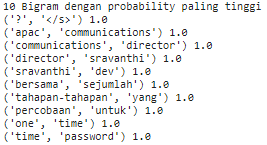 10 Bigram dengan probability paling tinggi
('?', '</s>') 1.0
('apac', 'communications') 1.0
('communications', 'director') 1.0
('director', 'sravanthi') 1.0
('sravanthi', 'dev') 1.0
('bersama', 'sejumlah') 1.0
('tahapan-tahapan', 'yang') 1.0
('percobaan', 'untuk') 1.0
('one', 'time') 1.0
('time', 'password') 1.0